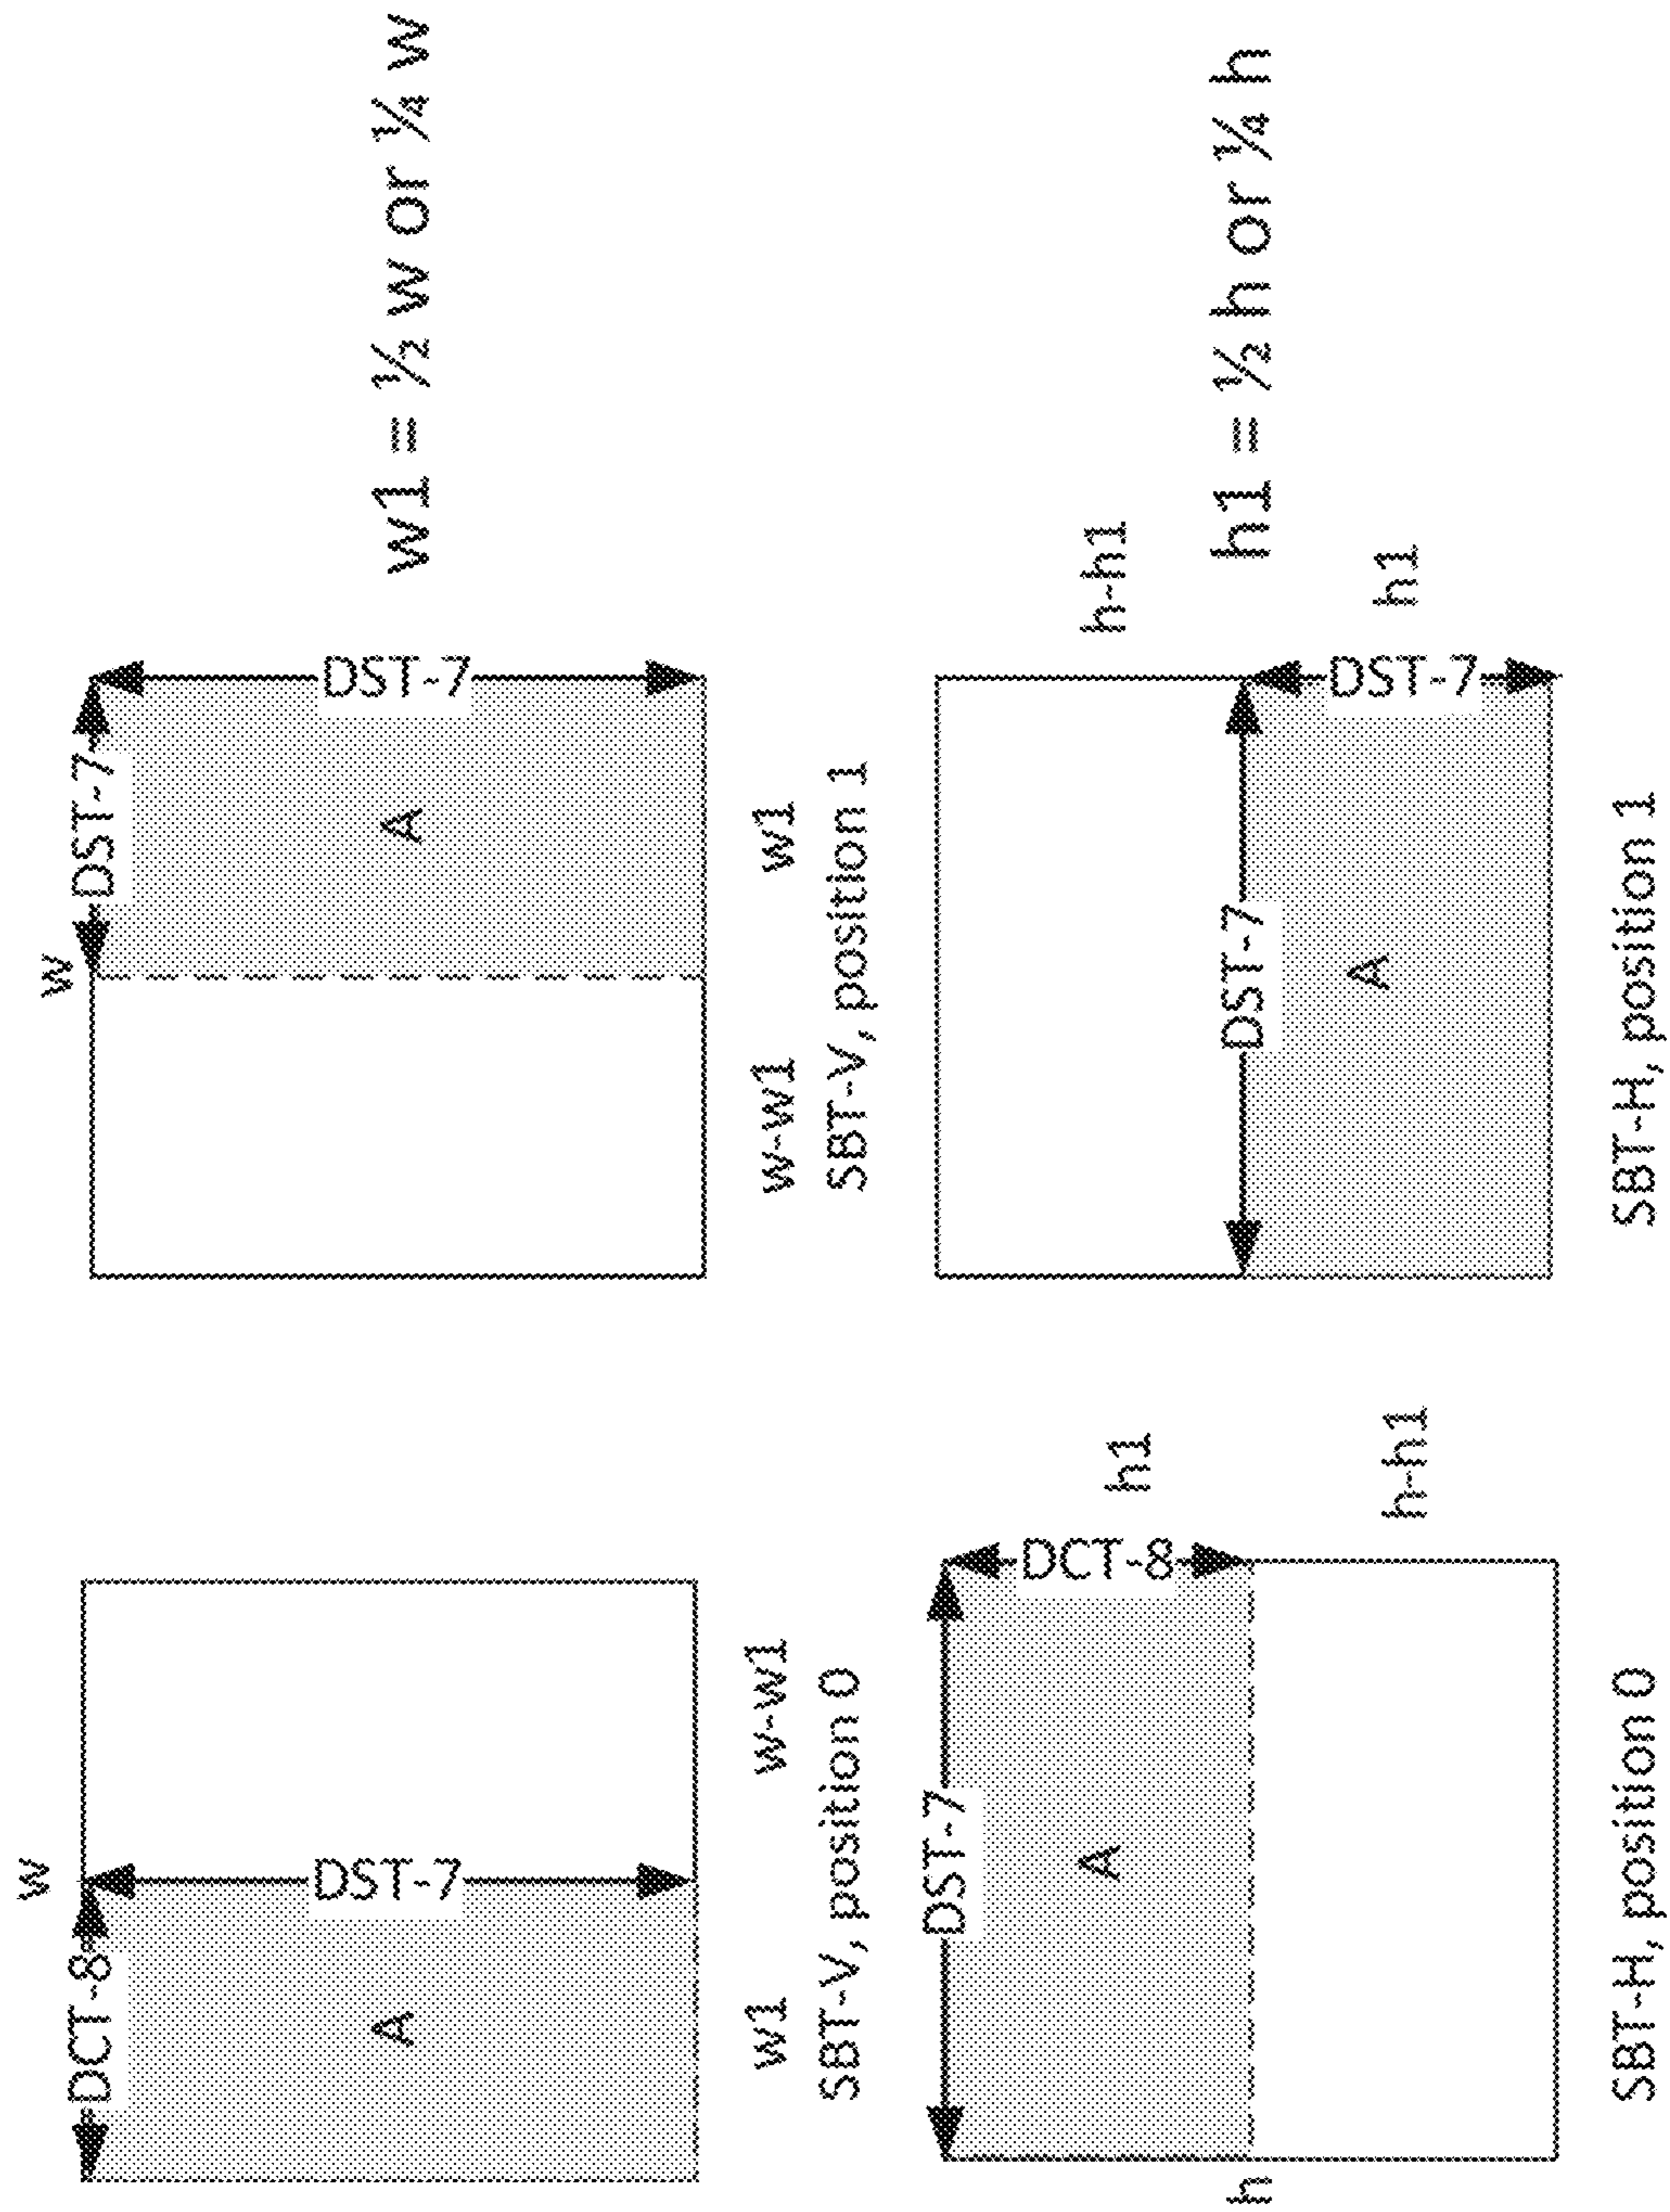 w
DCT-8
DST-7
A
w1
w-w1
SBT-V, position 0
w
DST-7
DST-7
A
w-w1
w1
SBT-V, position 1
w1 = ½ w or ¼ w
h
DST-7
DCT-8
A
h1
h-h1
SBT-H, position 0
DST-7
DST-7
A
h-h1
h1
SBT-H, position 1
h1 = ½ h or ¼ h